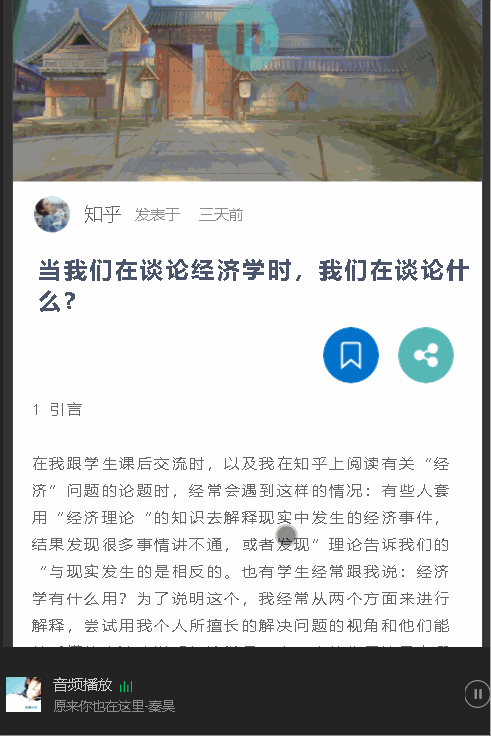 知乎 发表于 三天前
当我们在谈论经济学时，我们在谈论什
么？
1 引言
在我跟学生课后交流时，以及我在知乎上阅读有关“经
济”问题的论题时，经常会遇到这样的情况：有些人套
用“经济理论“的知识去解释现实中发生的经济事件，
结果发现很多事情讲不通，或者发现”理论告诉我们的
“与现实发生的是相反的。也有学生经常跟我说：经济
学有什么用？为了说明这个，我经常从两个方面来进行
解释，尝试用我个人所擅长的解决问题的视角和他们能
音频播放
原来你也在这里-秦昊